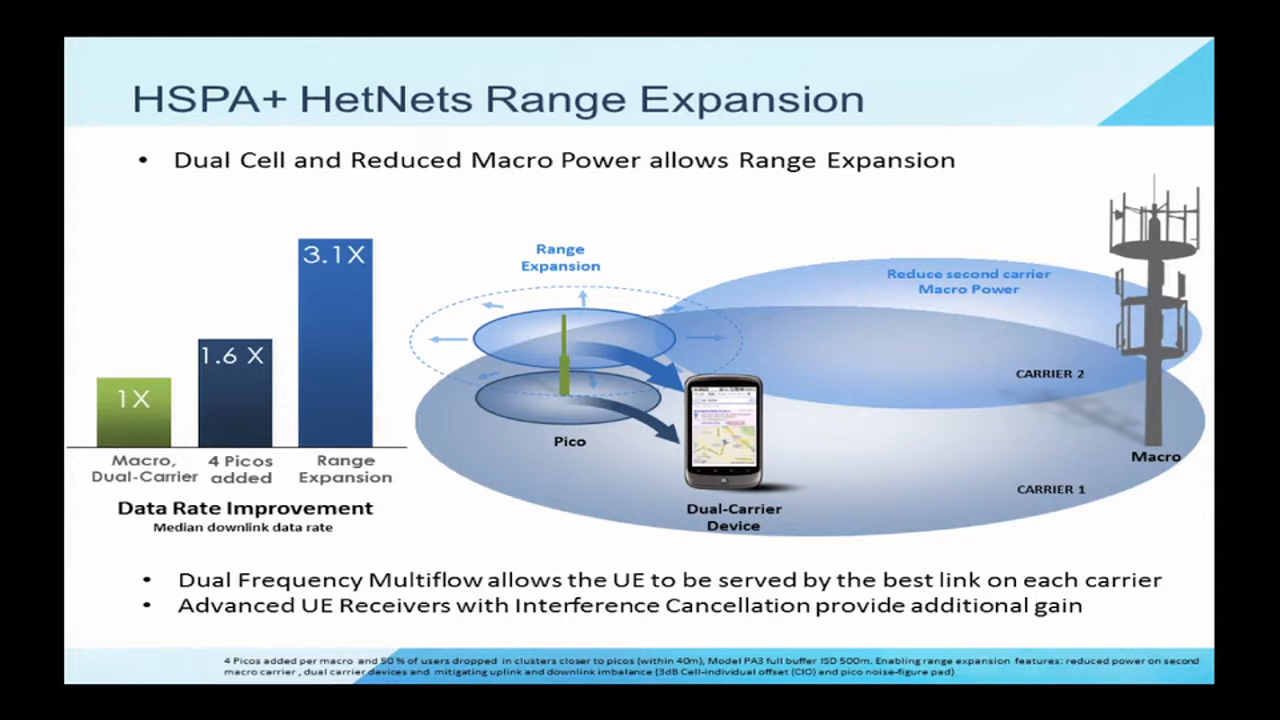 HSPA+ HetNets Range Expansion
• Dual Cell and Reduced Macro Power allows Range Expansion
3.1X
1.6 X
1X
Macro,
Dual-Carrier
4 Picos
added
Range
Expansion
Data Rate Improvement
Median downlink data rate
Range
Expansion
Reduce second carrier
Macro Power
CARRIER 2
Pico
Macro
CARRIER 1
Dual-Carrier
Device
• Dual Frequency Multiflow allows the UE to be served by the best link on each carrier
• Advanced UE Receivers with Interference Cancellation provide additional gain
4 Picos added per macro and 50 % of users dropped in clusters closer to picos (within 40m), Model PA3 full buffer ISD 500m. Enabling range expansion features: reduced power on second
macro carrier , dual carrier devices and mitigating uplink and downlink imbalance (3dB Cell-individual offset (CIO) and pico noise-figure pad)